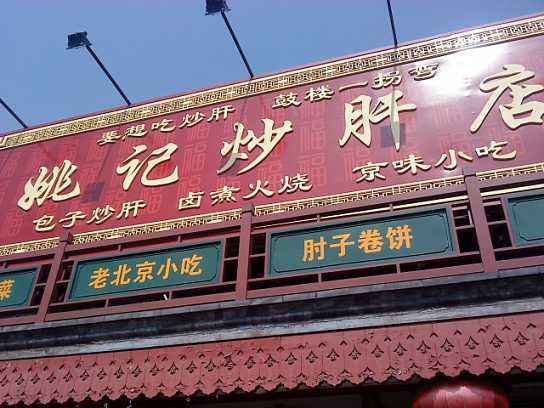 要想吃炒肝 鼓楼一拐弯
姚记炒肝店
包子炒肝 卤煮火烧 京味小吃
菜 老北京小吃 肘子卷饼